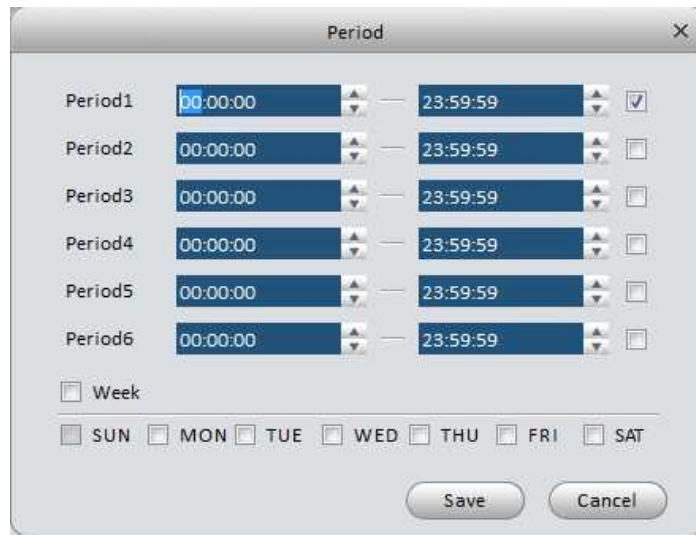 Period
Period1 00:00:00 — 23:59:59
Period2 00:00:00 — 23:59:59
Period3 00:00:00 — 23:59:59
Period4 00:00:00 — 23:59:59
Period5 00:00:00 — 23:59:59
Period6 00:00:00 — 23:59:59
Week
SUN MON TUE WED THU FRI SAT
Save Cancel